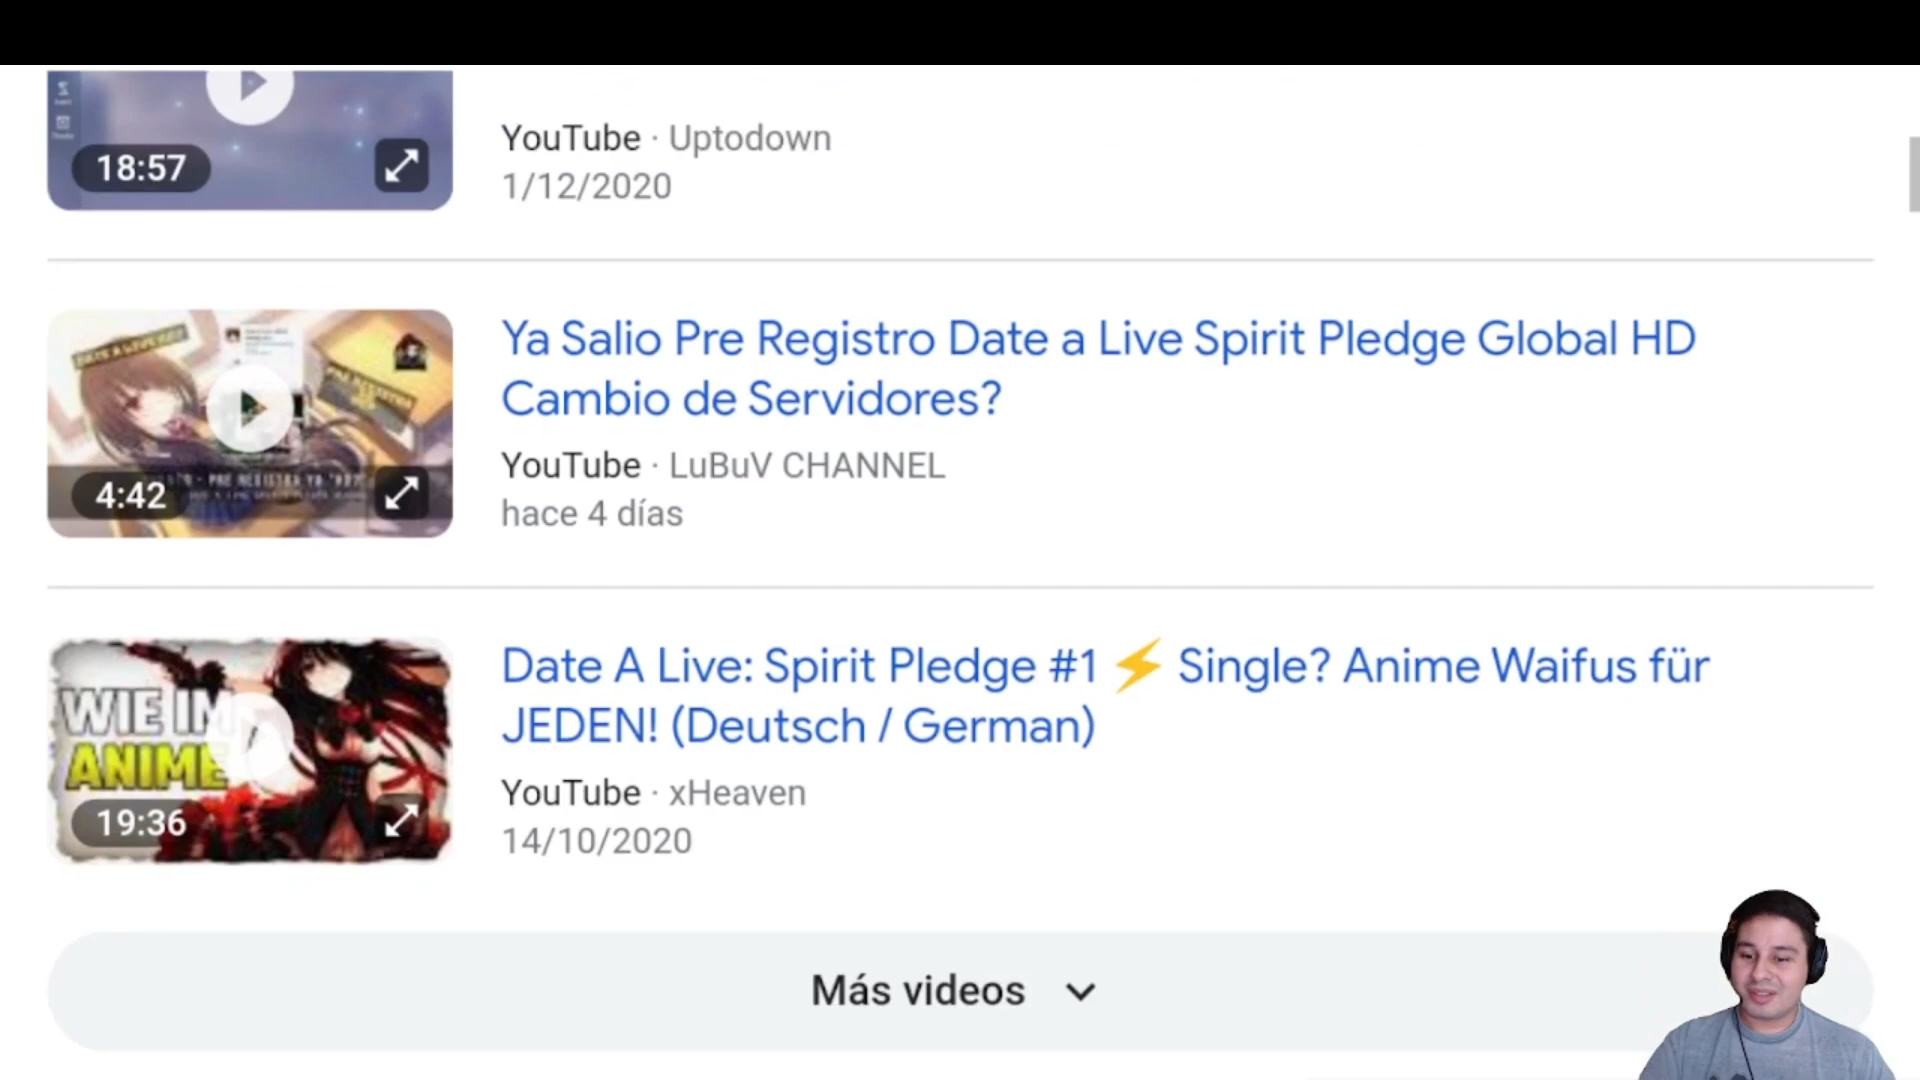 18:57
YouTube · Uptodown
1/12/2020
Ya Salio Pre Registro Date a Live Spirit Pledge Global HD
Cambio de Servidores?
YouTube · LuBuV CHANNEL
hace 4 días
4:42
Date A Live: Spirit Pledge #1 ⚡ Single? Anime Waifus für
JEDEN! (Deutsch / German)
YouTube · xHeaven
14/10/2020
WIE IM
ANIME
19:36
Más videos